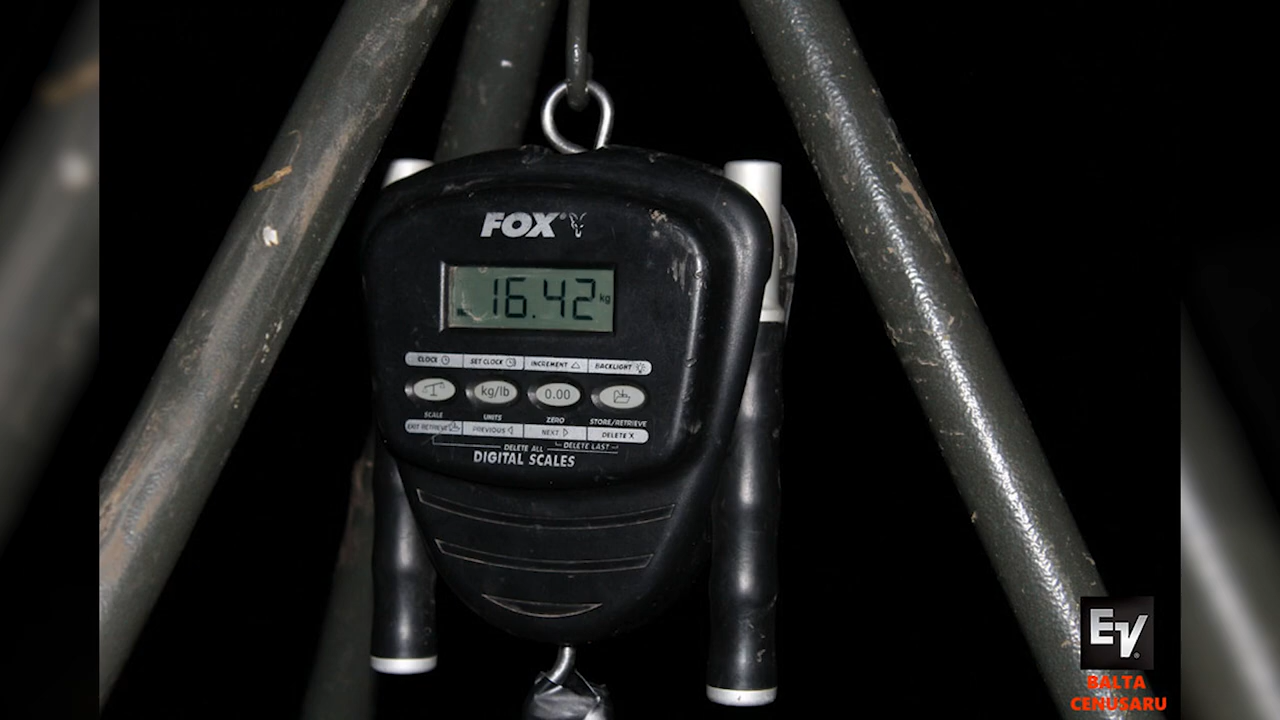 FOX®
16.42 kg
CLOCK SET CLOCK INCREMENT BACKLIGHT
kg/lb 0.00
SCALE UNITS ZERO STORE/RETRIEVE
EXIT RETRIEVE PREVIOUS NEXT DELETE X
DELETE ALL DELETE LAST
DIGITAL SCALES
EV®
BALTA
CENUSARU